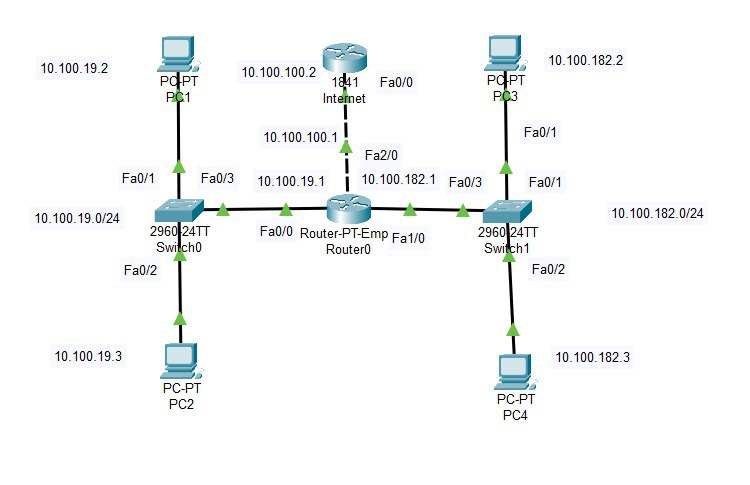 10.100.19.2
PC-PT
PC1
10.100.100.2
1841
Internet
Fa0/0
PC-PT
PC3
10.100.182.2
Fa0/1
10.100.100.1
Fa2/0
Fa0/1
Fa0/3
10.100.19.1
10.100.182.1
Fa0/3
Fa0/1
10.100.19.0/24
2960-24TT
Switch0
Fa0/0
Router-PT-Emp
Router0
Fa1/0
2960-24TT
Switch1
10.100.182.0/24
Fa0/2
Fa0/2
10.100.19.3
PC-PT
PC2
10.100.182.3
PC-PT
PC4